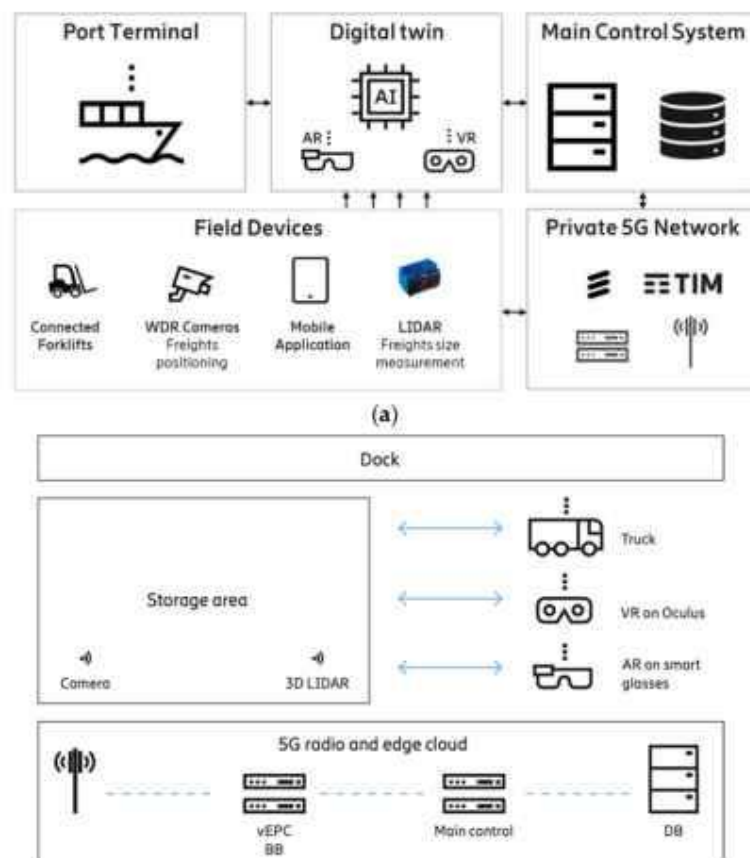 Port Terminal
Digital twin
Main Control System
AI
AR
VR
Field Devices
Private 5G Network
TIM
Connected
Forklifts
WDR Cameras
Freights
positioning
Mobile
Application
LIDAR
Freights size
measurement
(a)
Dock
Storage area
Camera
3D LIDAR
Truck
VR on Oculus
AR on smart
glasses
5G radio and edge cloud
vEPC
BB
Main control
DB